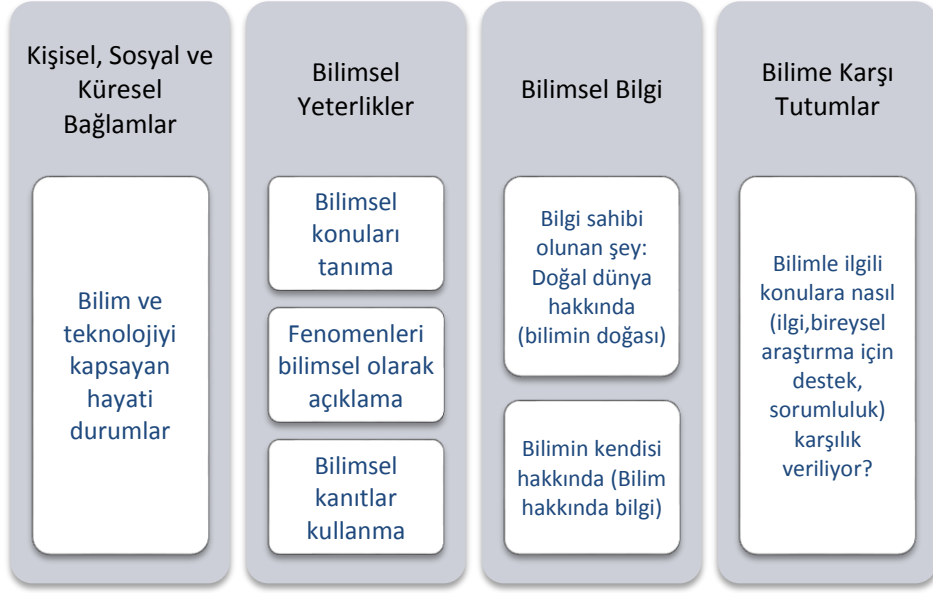 Kişisel, Sosyal ve
Küresel
Bağlamlar
Bilim ve
teknolojiyi
kapsayan
hayati
durumlar
Bilimsel
Yeterlikler
Bilimsel
konuları
tanıma
Fenomenleri
bilimsel olarak
açıklama
Bilimsel
kanıtlar
kullanma
Bilimsel Bilgi
Bilgi sahibi
olunan şey:
Doğal dünya
hakkında
(bilimin doğası)
Bilimin kendisi
hakkında (Bilim
hakkında bilgi)
Bilime Karşı
Tutumlar
Bilimle ilgili
konulara nasıl
(ilgi,bireysel
araştırma için
destek,
sorumluluk)
karşılık
veriliyor?